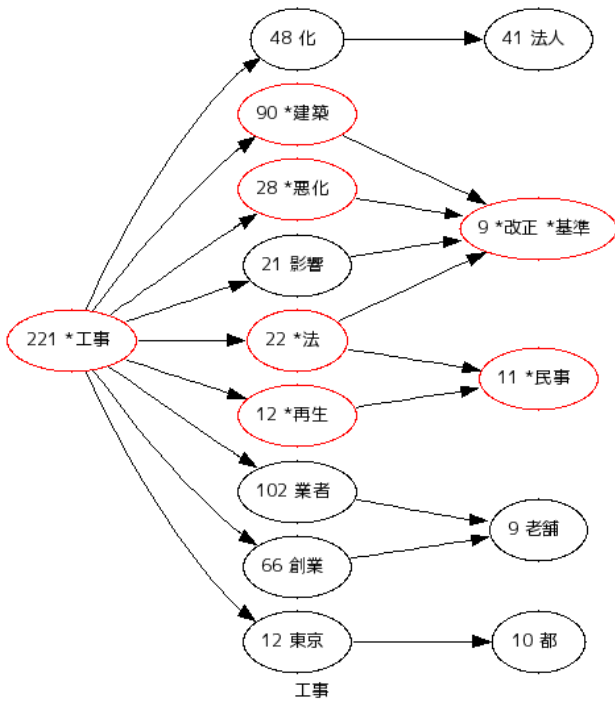 221 *工事
48 化
90 *建築
28 *悪化
21 影響
22 *法
12 *再生
102 業者
66 創業
12 東京
41 法人
9 *改正 *基準
11 *民事
9 老舗
10 都
工事